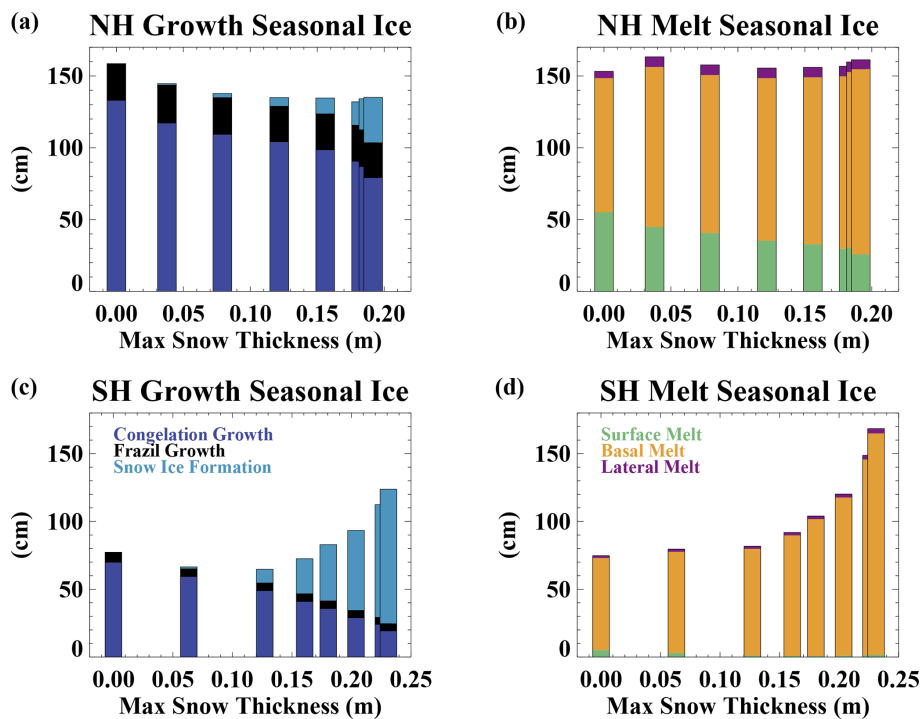 (a) NH Growth Seasonal Ice
150
100
50
0
(cm)
0.00 0.05 0.10 0.15 0.20
Max Snow Thickness (m)
(b) NH Melt Seasonal Ice
150
100
50
0
(cm)
0.00 0.05 0.10 0.15 0.20
Max Snow Thickness (m)
(c) SH Growth Seasonal Ice
Congelation Growth
Frazil Growth
Snow Ice Formation
150
100
50
0
(cm)
0.00 0.05 0.10 0.15 0.20 0.25
Max Snow Thickness (m)
(d) SH Melt Seasonal Ice
Surface Melt
Basal Melt
Lateral Melt
150
100
50
0
(cm)
0.00 0.05 0.10 0.15 0.20 0.25
Max Snow Thickness (m)